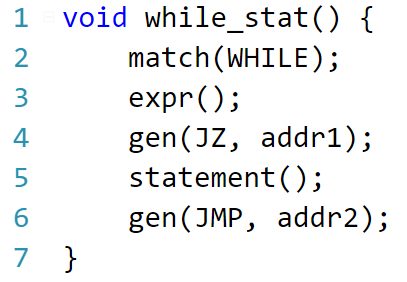 1 void while_stat() {
2     match(WHILE);
3     expr();
4     gen(JZ, addr1);
5     statement();
6     gen(JMP, addr2);
7 }